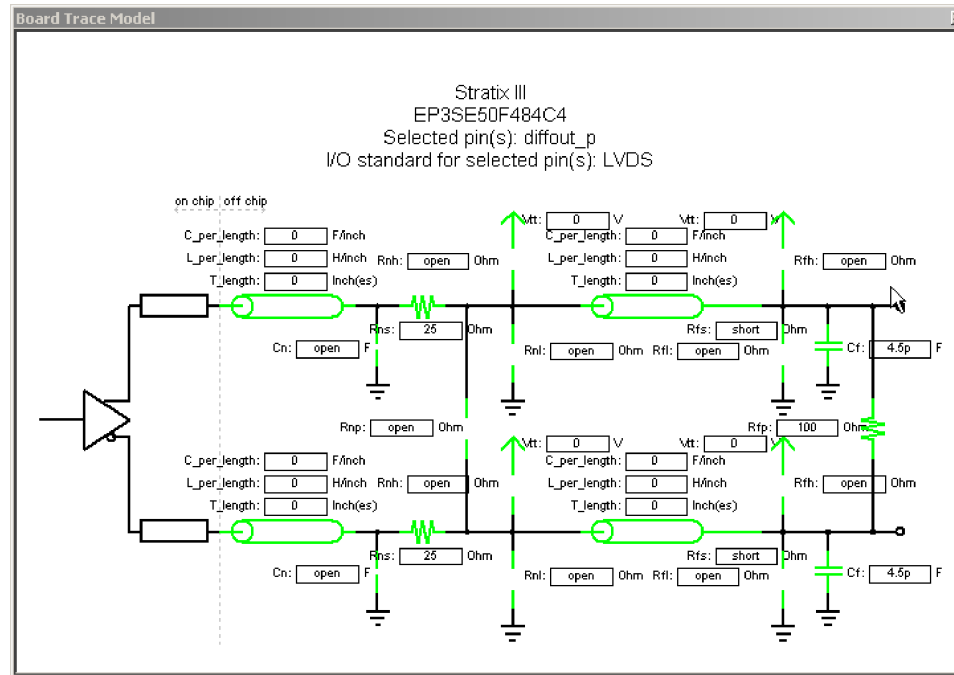 Board Trace Model
Stratix III
EP3SE50F484C4
Selected pin(s): diffout_p
I/O standard for selected pin(s): LVDS
on chip off chip
Vtt: 0 V Vtt: 0 V
C_per_length: 0 F/inch C_per_length: 0 F/inch
L_per_length: 0 H/inch Rnh: open Ohm L_per_length: 0 H/inch Rfh: open Ohm
T_length: 0 Inch(es) T_length: 0 Inch(es)
Rns: 25 Ohm Rfs: short Ohm
Cn: open F Rnl: open Ohm Rfl: open Ohm Cf: 4.5p F
Rnp: open Ohm Rfp: 100 Ohm
Vtt: 0 V Vtt: 0 V
C_per_length: 0 F/inch C_per_length: 0 F/inch
L_per_length: 0 H/inch Rnh: open Ohm L_per_length: 0 H/inch Rfh: open Ohm
T_length: 0 Inch(es) T_length: 0 Inch(es)
Rns: 25 Ohm Rfs: short Ohm
Cn: open F Rnl: open Ohm Rfl: open Ohm Cf: 4.5p F